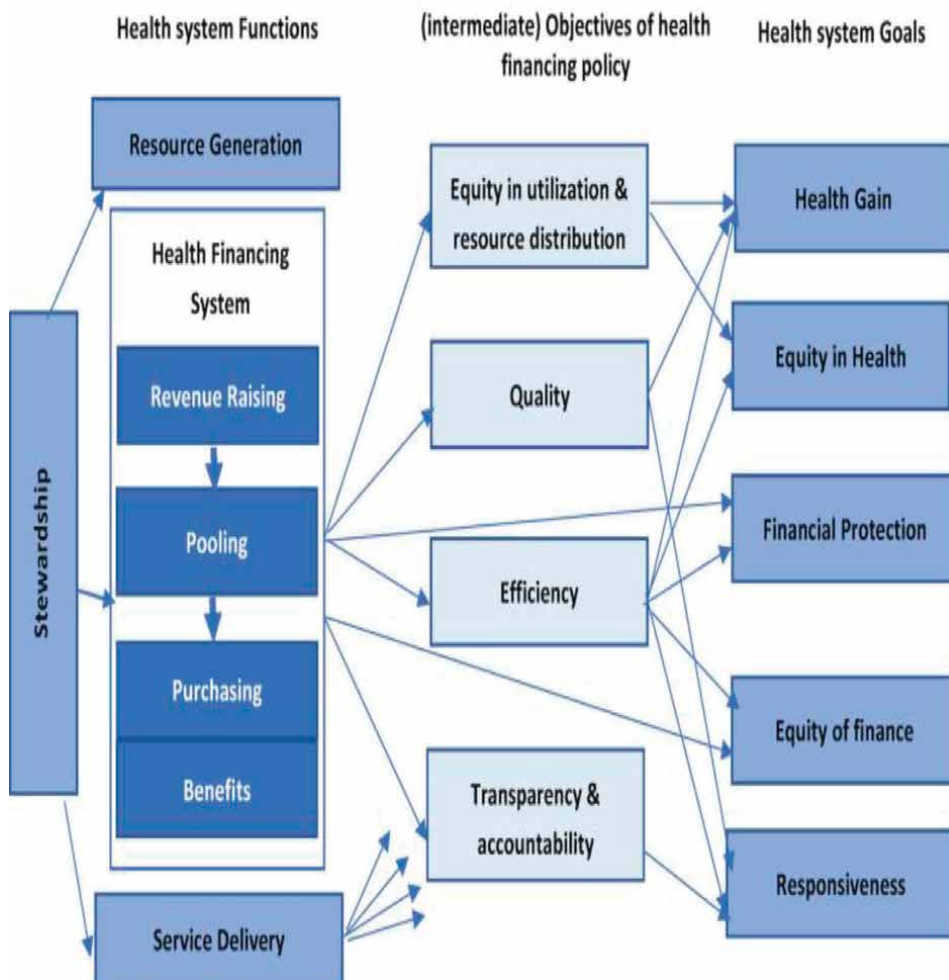 Health system Functions
(intermediate) Objectives of health
financing policy
Health system Goals
Resource Generation
Health Financing
System
Revenue Raising
Pooling
Purchasing
Benefits
Stewardship
Service Delivery
Equity in utilization &
resource distribution
Quality
Efficiency
Transparency &
accountability
Health Gain
Equity in Health
Financial Protection
Equity of finance
Responsiveness